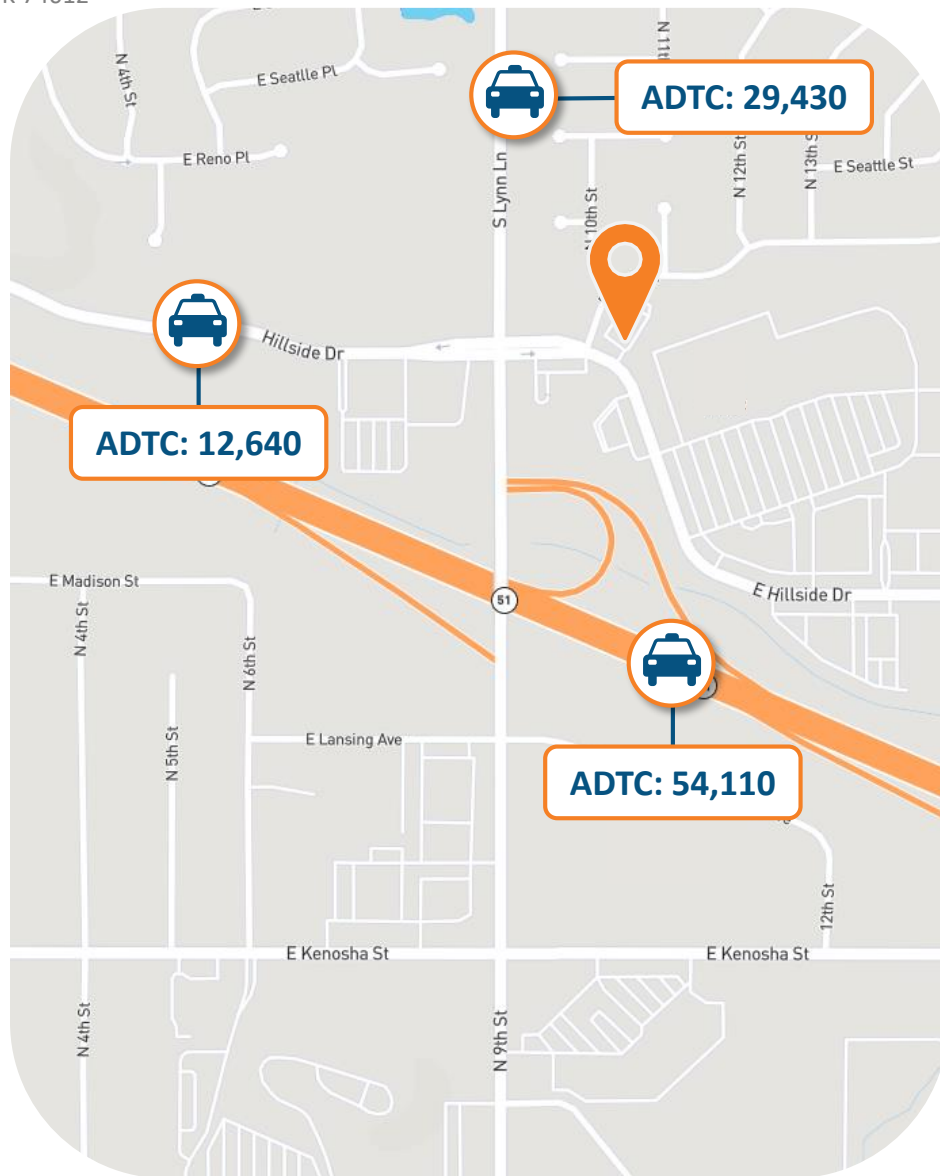 N 4th St
E Seatlle Pl
ADTC: 29,430
E Reno Pl
S Lynn Ln
N 10th St
N 12th St
N 13th S
E Seattle St
Hillside Dr
ADTC: 12,640
E Madison St
51
E Hillside Dr
N 4th St
N 6th St
N 5th St
E Lansing Ave
ADTC: 54,110
12th St
E Kenosha St
E Kenosha St
N 4th St
N 9th St